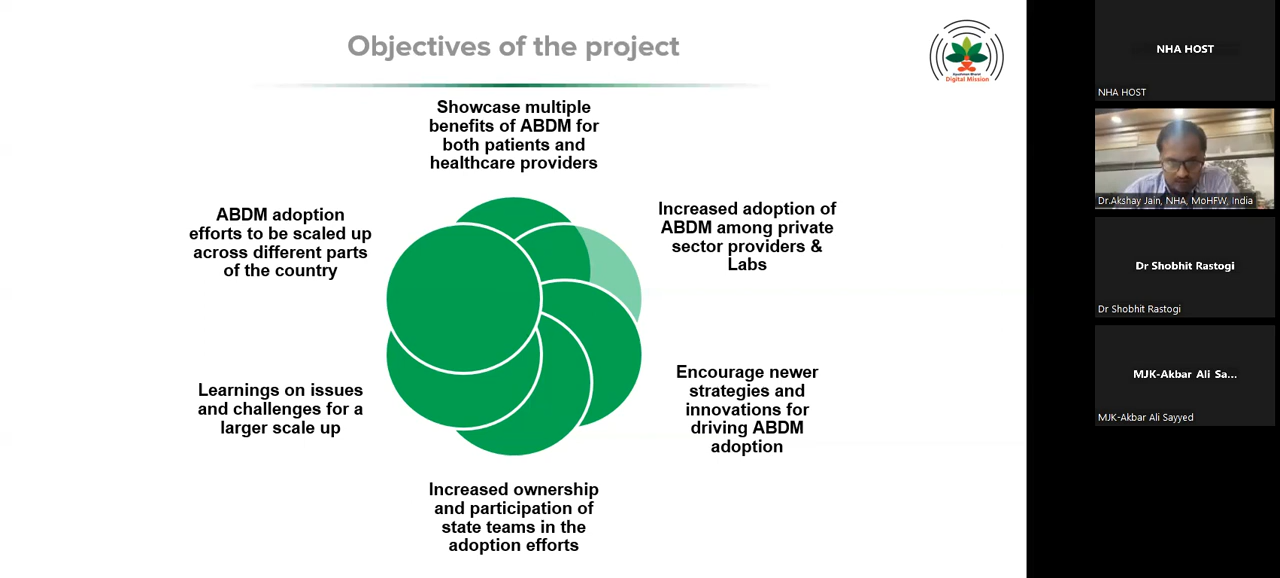 Objectives of the project
Ayushman Bharat
Digital Mission
Showcase multiple
benefits of ABDM for
both patients and
healthcare providers
Increased adoption of
ABDM among private
sector providers &
Labs
Encourage newer
strategies and
innovations for
driving ABDM
adoption
Increased ownership
and participation of
state teams in the
adoption efforts
Learnings on issues
and challenges for a
larger scale up
ABDM adoption
efforts to be scaled up
across different parts
of the country
NHA HOST
NHA HOST
Dr.Akshay Jain, NHA, MoHFW, India
Dr Shobhit Rastogi
Dr Shobhit Rastogi
MJK-Akbar Ali Sa...
MJK-Akbar Ali Sayyed